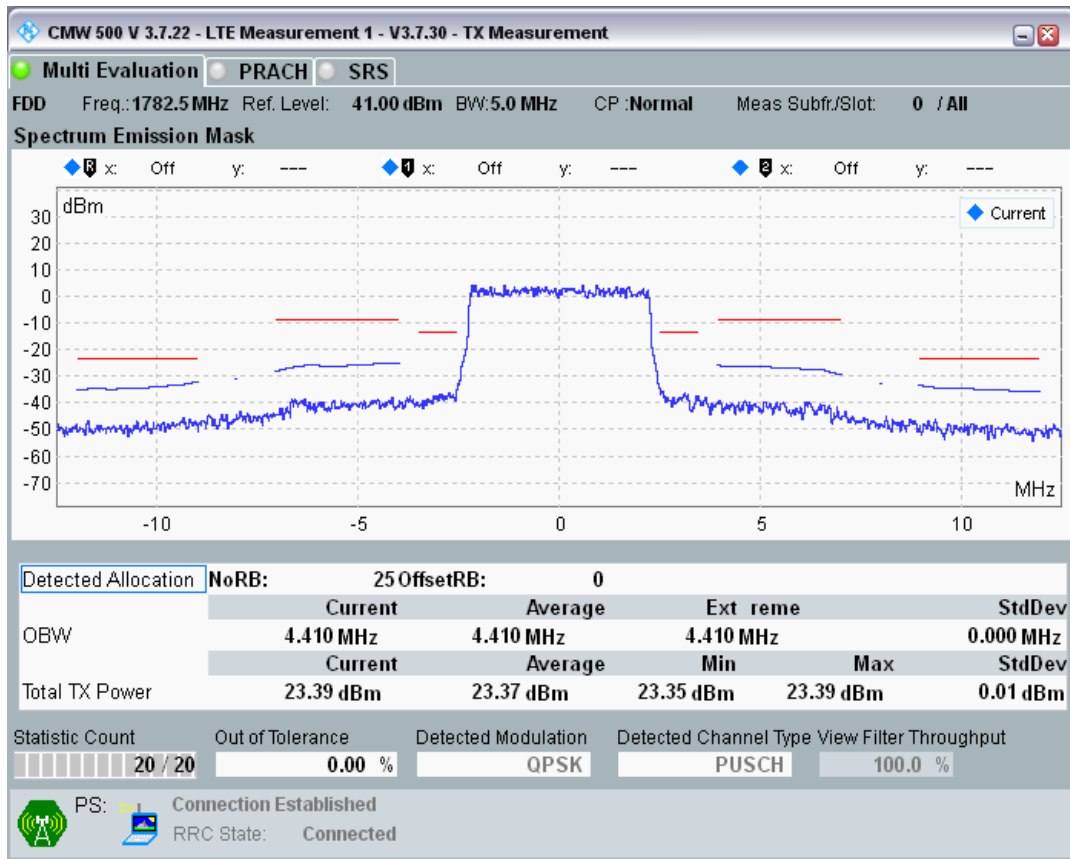 CMW 500 V 3.7.22 - LTE Measurement 1 - V3.7.30 - TX Measurement
Multi Evaluation PRACH SRS
FDD Freq.: 1782.5 MHz Ref. Level: 41.00 dBm BW: 5.0 MHz CP : Normal Meas Subfr./Slot: 0 / All
Spectrum Emission Mask
R x: Off y: --- 1 x: Off y: --- 2 x: Off y: ---
dBm
Current
30
20
10
0
-10
-20
-30
-40
-50
-60
-70
MHz
-10 -5 0 5 10
Detected Allocation NoRB: 25 OffsetRB: 0
Current Average Ext reme StdDev
OBW 4.410 MHz 4.410 MHz 4.410 MHz 0.000 MHz
Current Average Min Max StdDev
Total TX Power 23.39 dBm 23.37 dBm 23.35 dBm 23.39 dBm 0.01 dBm
Statistic Count Out of Tolerance Detected Modulation Detected Channel Type View Filter Throughput
20 / 20 0.00 % QPSK PUSCH 100.0 %
PS: Connection Established
RRC State: Connected